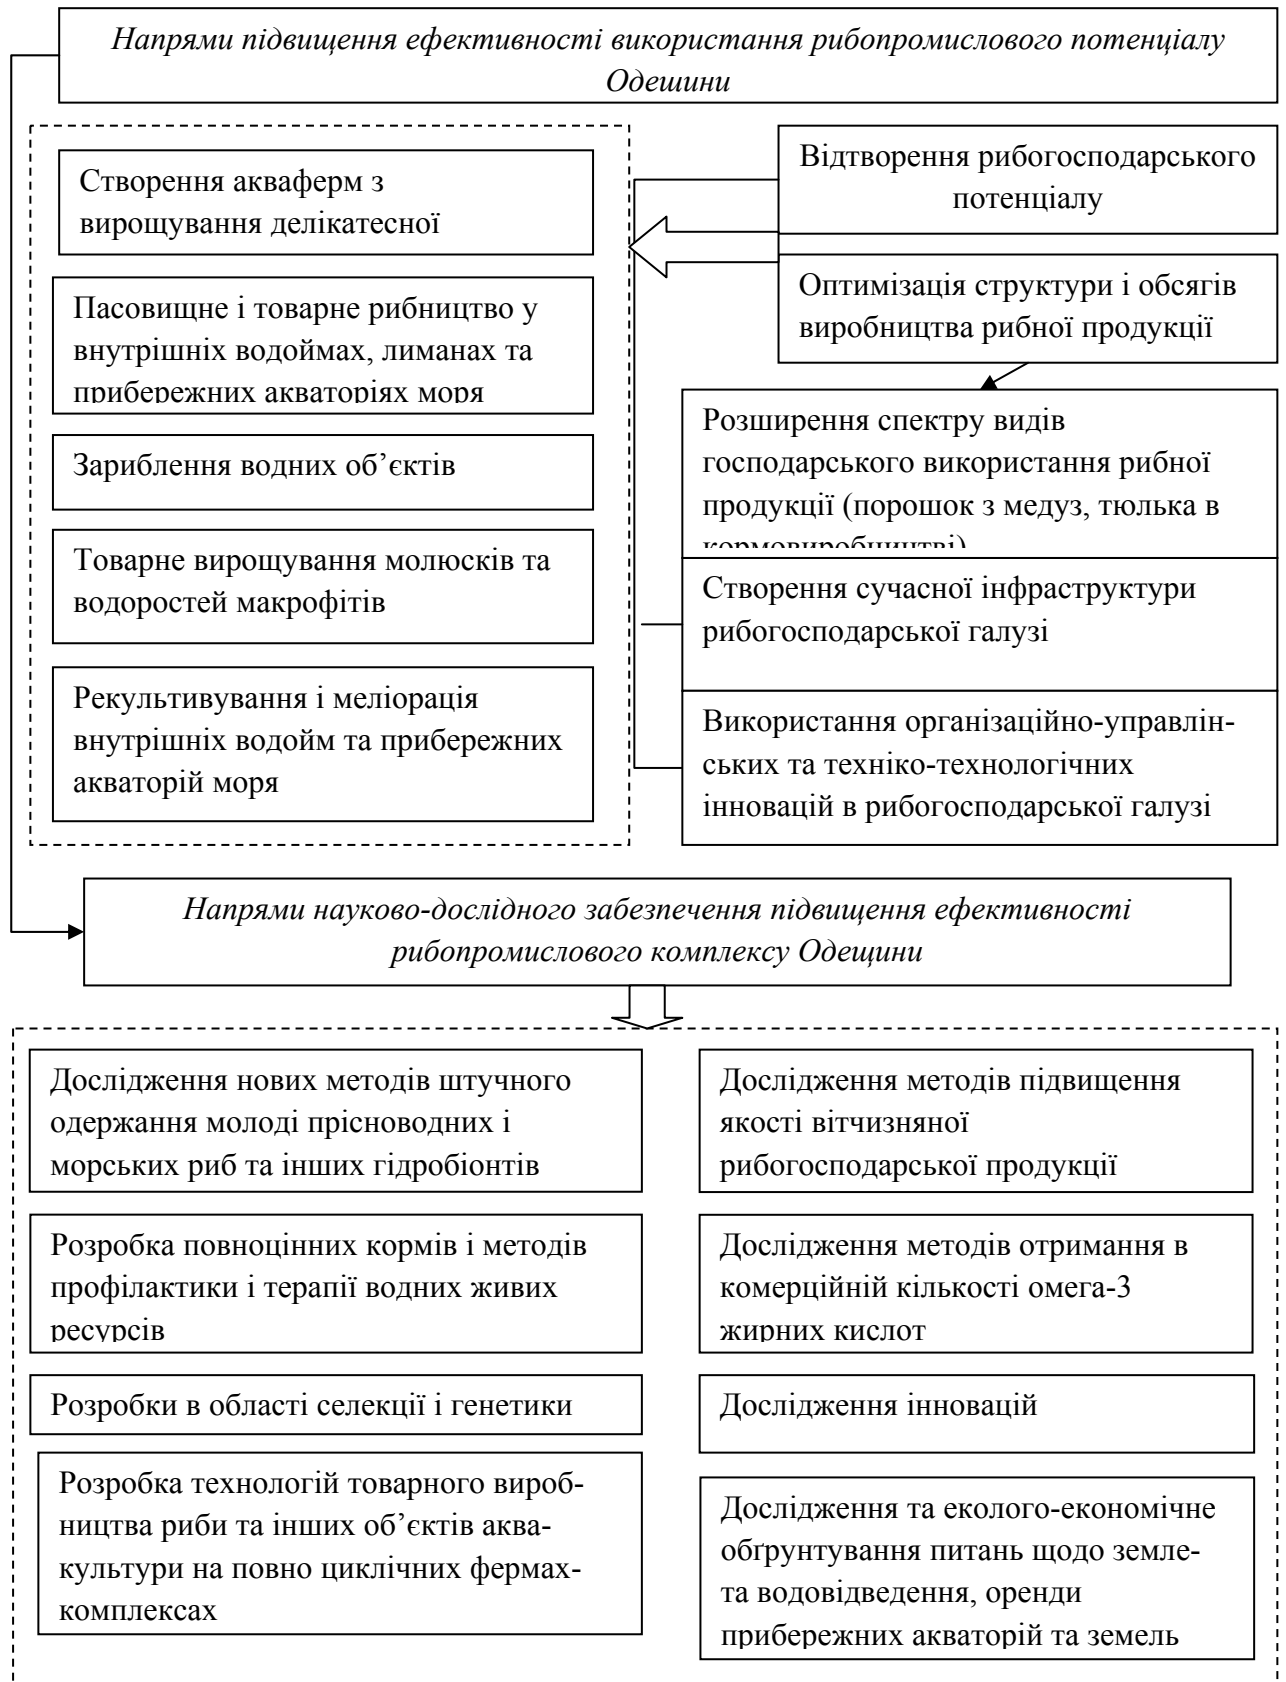 Напрями підвищення ефективності використання рибопромислового потенціалу
Одешини
Створення акваферм з
вирощування делікатесної
Пасовищне і товарне рибництво у
внутрішніх водоймах, лиманах та
прибережних акваторіях моря
Зариблення водних об’єктів
Товарне вирощування молюсків та
водоростей макрофітів
Рекультивування і меліорація
внутрішніх водойм та прибережних
акваторій моря
Відтворення рибогосподарського
потенціалу
Оптимізація структури і обсягів
виробництва рибної продукції
Розширення спектру видів
господарського використання рибної
продукції (порошок з медуз, тюлька в
кормовиробництві)
Створення сучасної інфраструктури
рибогосподарської галузі
Використання організаційно-управлін-
ських та техніко-технологічних
інновацій в рибогосподарської галузі
Напрями науково-дослідного забезпечення підвищення ефективності
рибопромислового комплексу Одещини
Дослідження нових методів штучного
одержання молоді прісноводних і
морських риб та інших гідробіонтів
Розробка повноцінних кормів і методів
профілактики і терапії водних живих
ресурсів
Розробки в області селекції і генетики
Розробка технологій товарного вироб-
ництва риби та інших об’єктів аква-
культури на повно циклічних фермах-
комплексах
Дослідження методів підвищення
якості вітчизняної
рибогосподарської продукції
Дослідження методів отримання в
комерційній кількості омега-3
жирних кислот
Дослідження інновацій
Дослідження та еколого-економічне
обґрунтування питань щодо земле-
та водовідведення, оренди
прибережних акваторій та земель